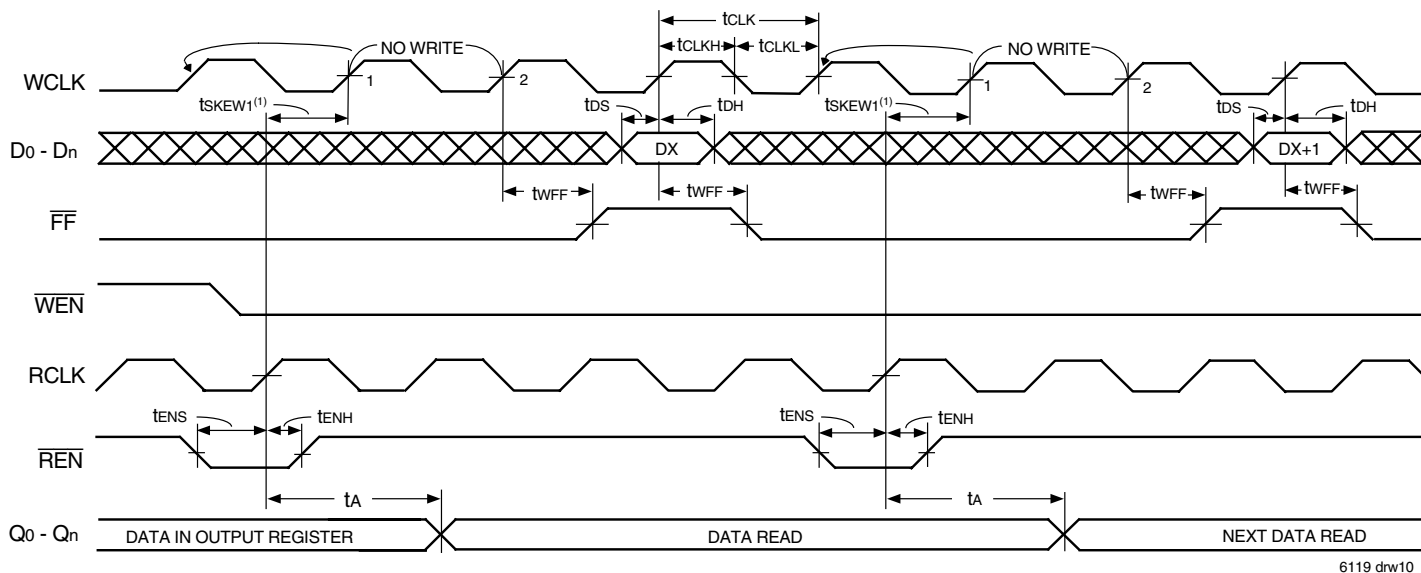 tCLK
NO WRITE
tCLKH
tCLKL
NO WRITE
WCLK
1
2
1
2
tSKEW1(1)
tDS
tDH
tSKEW1(1)
tDS
tDH
D0 - Dn
DX
DX+1
tWFF
tWFF
tWFF
tWFF
FF
WEN
RCLK
tENS
tENH
tENS
tENH
REN
tA
tA
Q0 - Qn
DATA IN OUTPUT REGISTER
DATA READ
NEXT DATA READ
6119 drw10